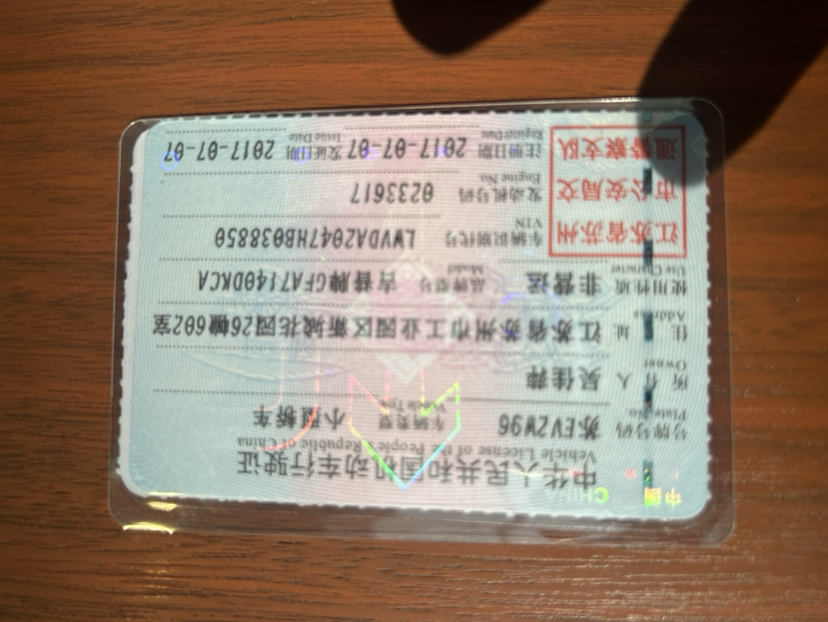 中华人民共和国机动车行驶证
Vehicle License of the People's Republic of China
号牌号码 苏EV2W96 车辆类型 小型轿车
Plate No. Vehicle Type
所有人 吴佳骅
Owner
住址 江苏省苏州市工业园区新城花园26幢602室
Address
使用性质 非营运 品牌型号 吉普牌GFA7140DKCA
Use Character Model
江苏省苏州
市公安局交
通警察支队
车辆识别代号 LWVDA2047HB038850
VIN
发动机号码 0233617
Engine No.
注册日期 2017-07-07 发证日期 2017-07-07
Register Date Issue Date